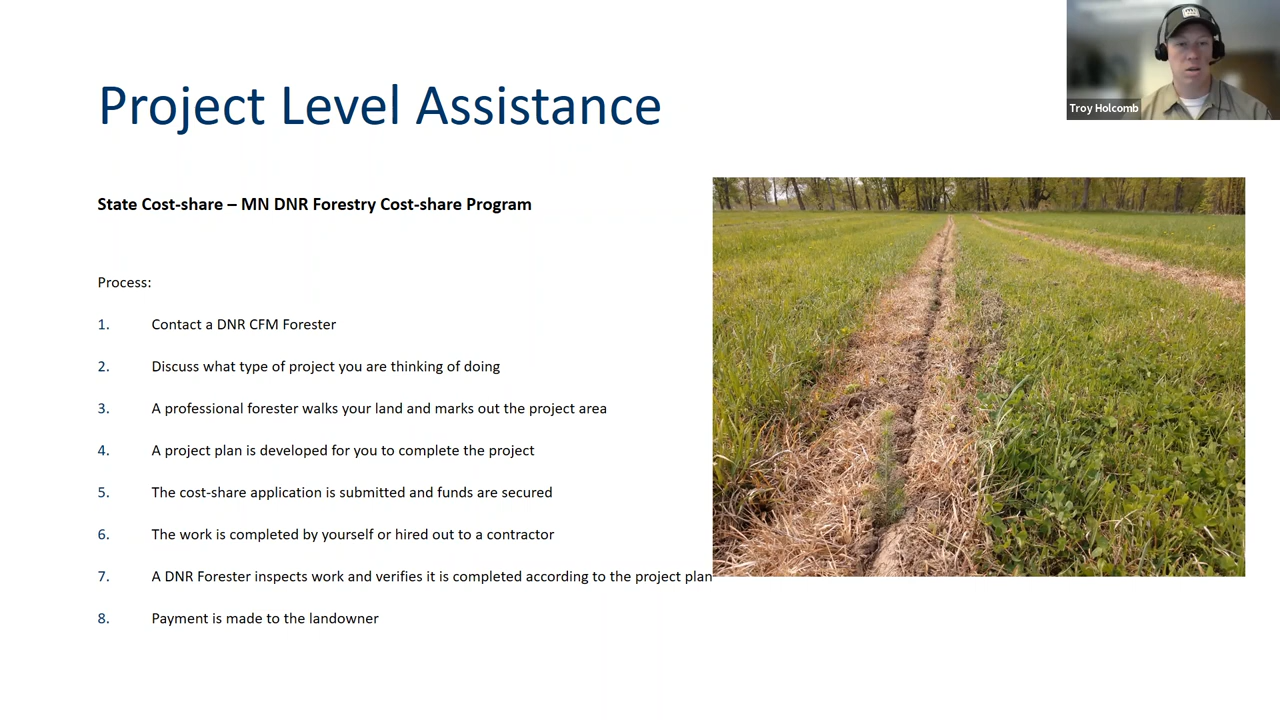 Project Level Assistance
Troy Holcomb
State Cost-share – MN DNR Forestry Cost-share Program
Process:
1. Contact a DNR CFM Forester
2. Discuss what type of project you are thinking of doing
3. A professional forester walks your land and marks out the project area
4. A project plan is developed for you to complete the project
5. The cost-share application is submitted and funds are secured
6. The work is completed by yourself or hired out to a contractor
7. A DNR Forester inspects work and verifies it is completed according to the project plan
8. Payment is made to the landowner